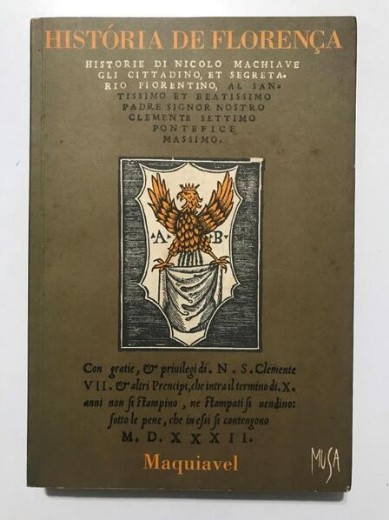 HISTÓRIA DE FLORENÇA
HISTORIE DI NICOLO MACHIAVE
GLI CITTADINO, ET SEGRETA-
RIO FIORENTINO, AL SAN-
TISSIMO ET BEATISSIMO
PADRE SIGNOR NOSTRO
CLEMENTE SETTIMO
PONTEFICE
MASSIMO.
A B
Con gratie, & privilegi di. N. S. Clemente
VII. & altri Prencipi, che intra il termino di. X.
anni non si stampino, ne stampati si uendino:
sotto le pene, che in essi si contengono
M. D. XXXII.
Maquiavel
MUSA